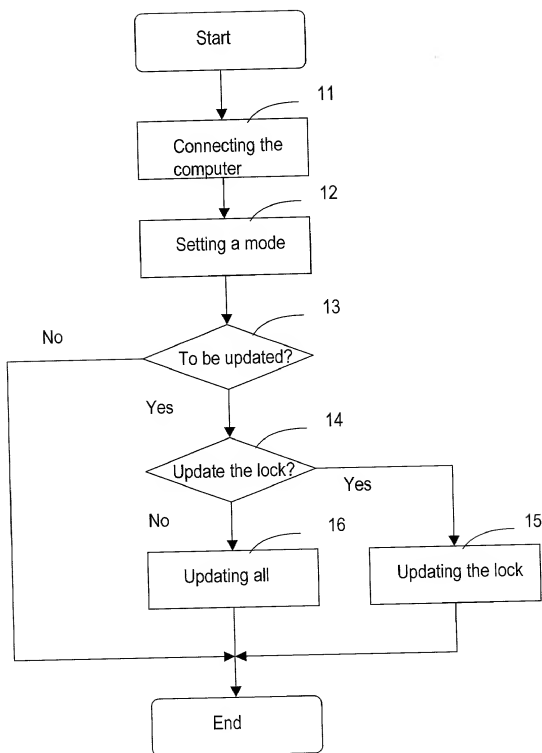 Start
11
Connecting the
computer
12
Setting a mode
13
No
To be updated?
Yes
14
Update the lock?
Yes
No
16
15
Updating all
Updating the lock
End